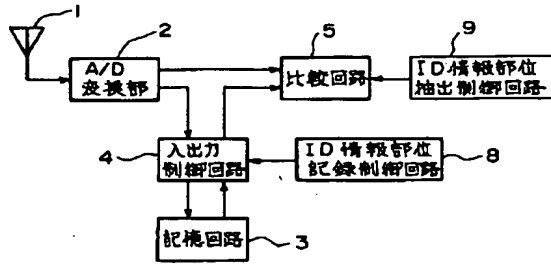 1
2
A/D
変換部
5
比較回路
9
ID情報部位
抽出制御回路
4
入出力
制御回路
ID情報部位
記録制御回路
8
記憶回路
3